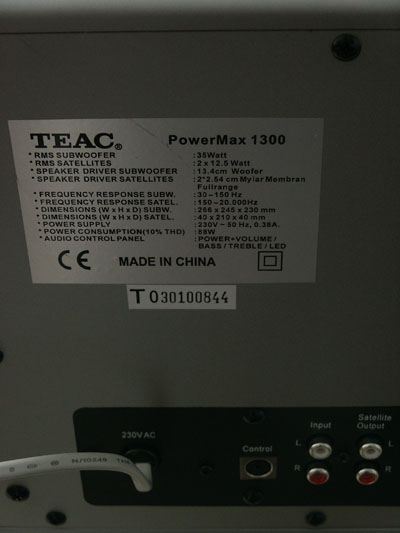 TEAC® PowerMax 1300
* RMS SUBWOOFER : 35Watt
* RMS SATELLITES : 2 x 12.5 Watt
* SPEAKER DRIVER SUBWOOFER : 13.4cm Woofer
* SPEAKER DRIVER SATELLITES : 2*2.54 cm Mylar Membran
Fullrange
* FREQUENCY RESPONSE SUBW. : 30-150 Hz
* FREQUENCY RESPONSE SATEL. : 150-20.000Hz
* DIMENSIONS (W x H x D) SUBW. : 265 x 245 x 230 mm
* DIMENSIONS (W x H x D) SATEL. : 40 x 210 x 40 mm
* POWER SUPPLY : 230V~ 50 Hz, 0.38A.
* POWER CONSUMPTION(10% THD) : 88W
* AUDIO CONTROL PANEL : POWER+VOLUME/
BASS / TREBLE / LED
CE MADE IN CHINA
T030100844
230V AC
Control
Input
Satellite
Output
L
L
R
R